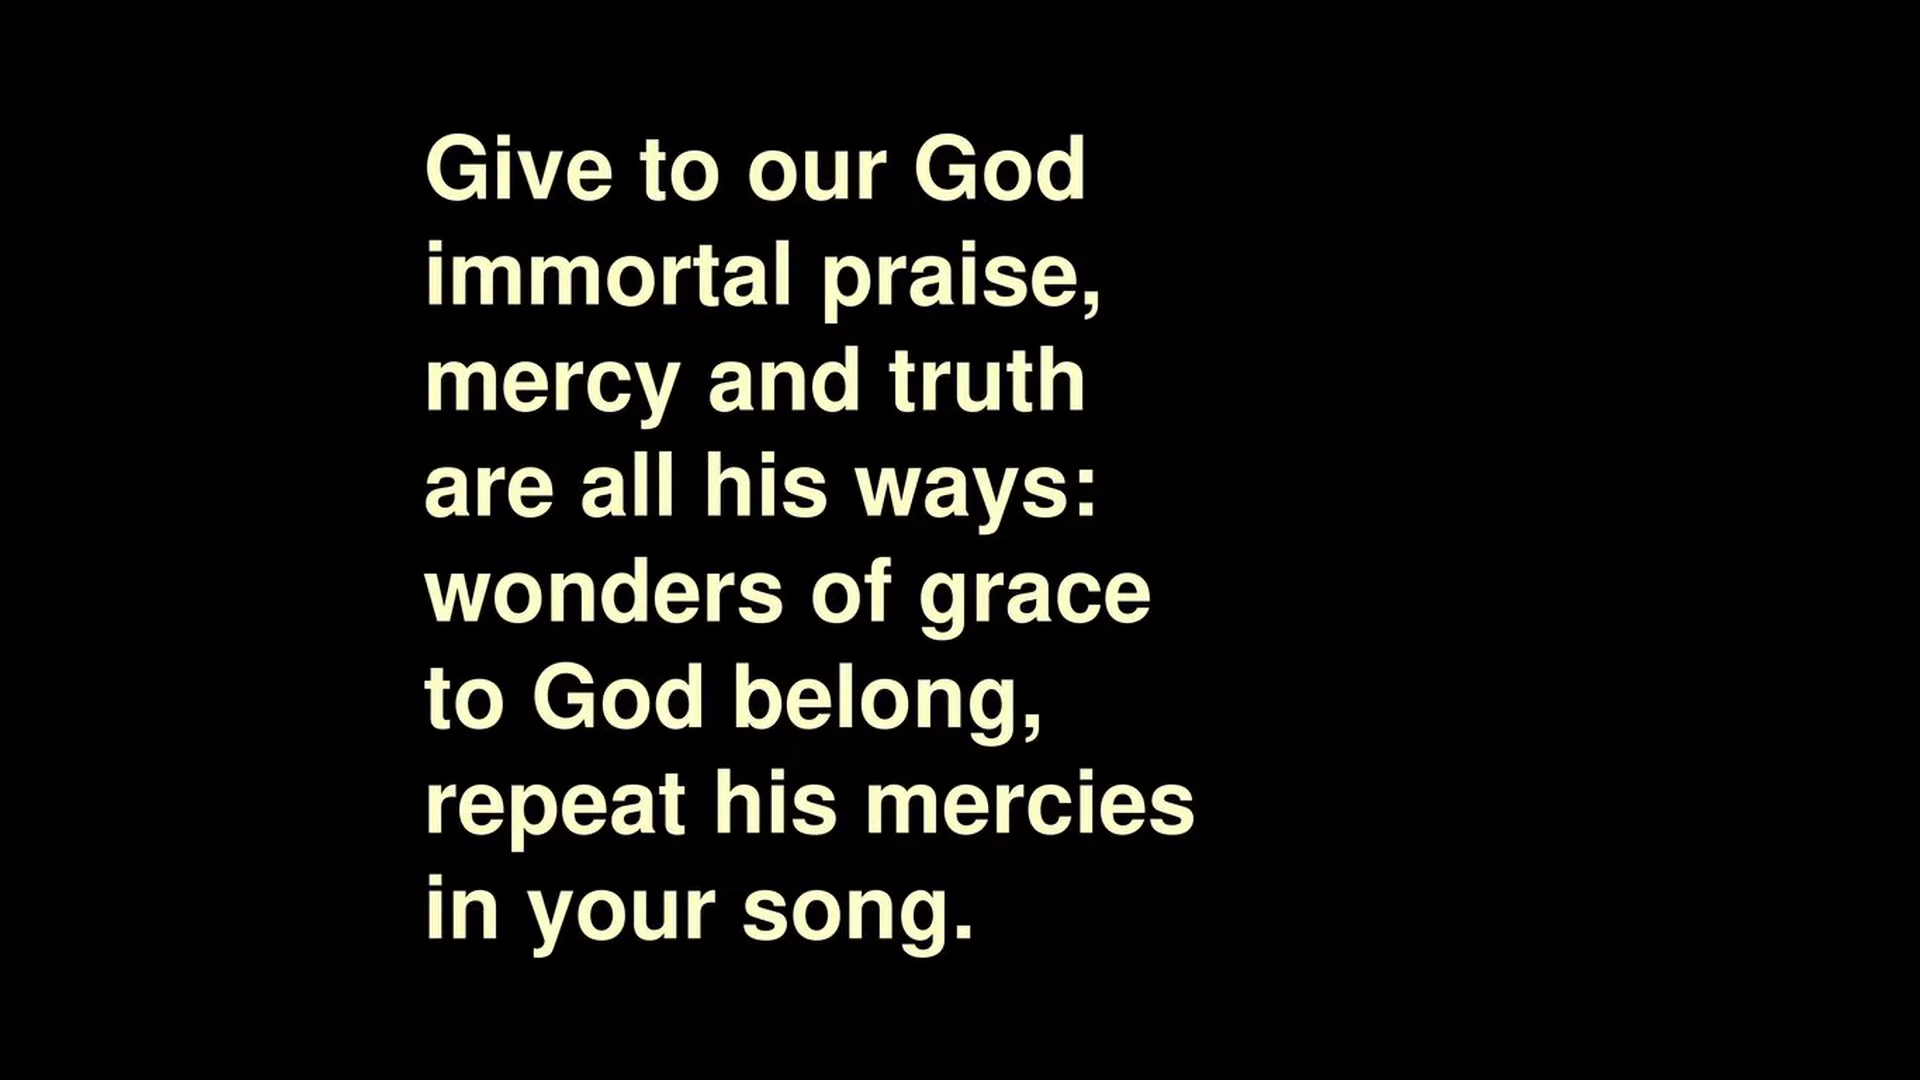 Give to our God
immortal praise,
mercy and truth
are all his ways:
wonders of grace
to God belong,
repeat his mercies
in your song.